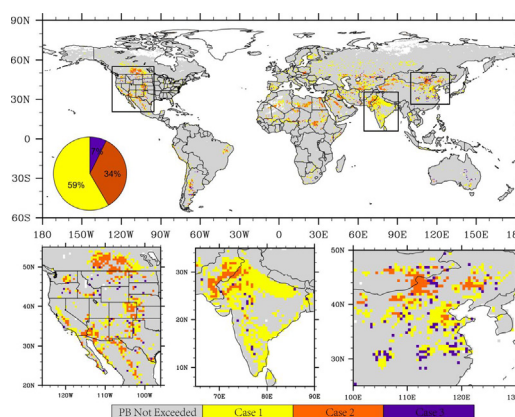 90N
60N
30N
0
30S
60S
59%
34%
180 150W 120W 90W 60W 30W 0 30E 60E 90E 120E 150E 18
50N
40N
30N
20N
120W 110W 100W
30N
20N
10N
70E 80E 90E
50N
40N
30N
100E 110E 120E 130
PB Not Exceeded Case 1 Case 2 Case 3